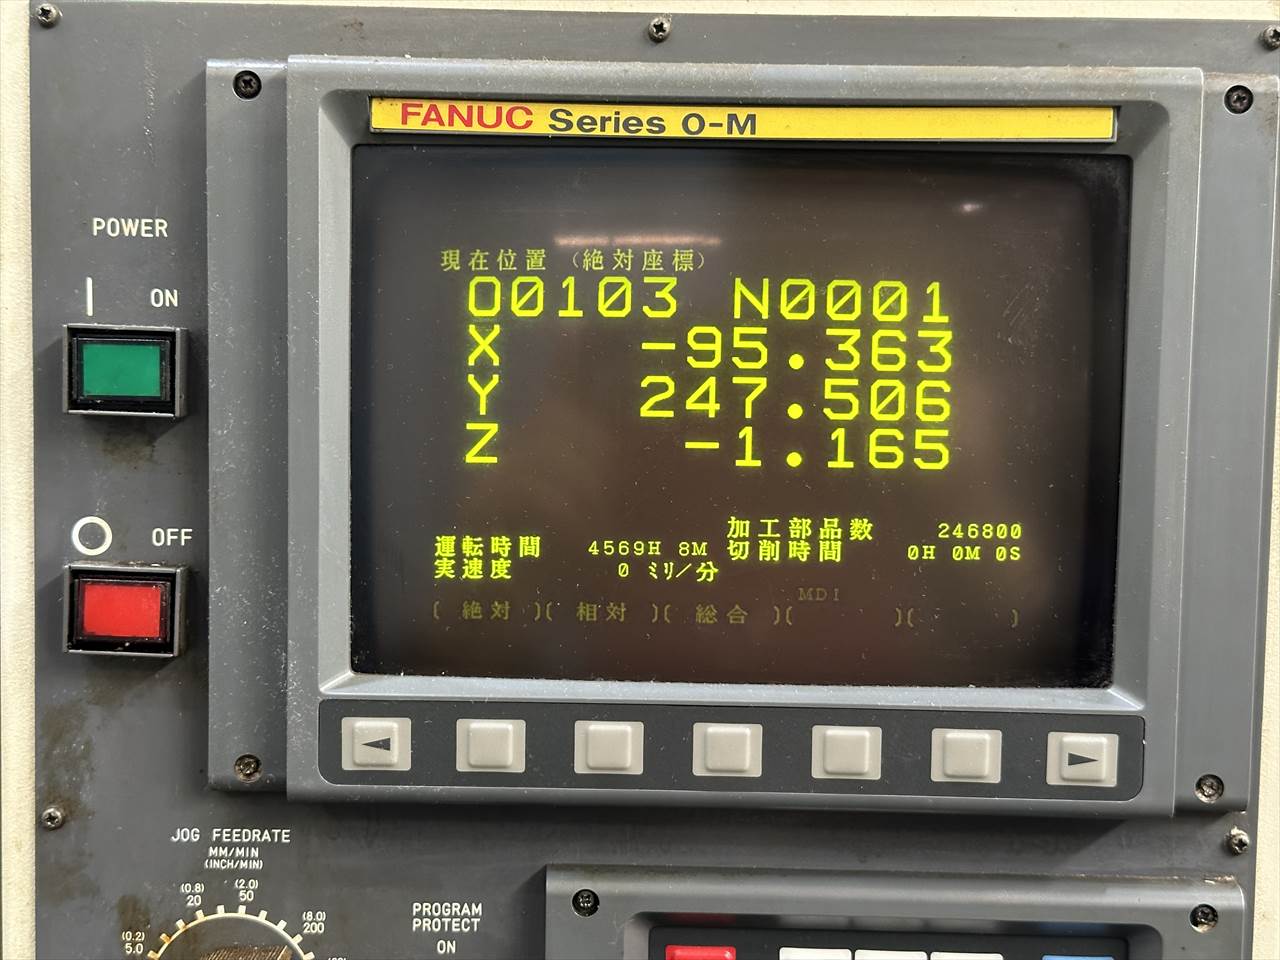 FANUC Series 0-M
現在位置 (絶対座標)
O0103 N0001
X -95.363
Y 247.506
Z -1.165
加工部品数 246800
運転時間 4569H 8M 切削時間 0H 0M 0S
実速度 0 ミリ/分
MDI
[ 絶対 ][ 相対 ][ 総合 ][ ][ ]
POWER
ON
OFF
JOG FEEDRATE
MM/MIN
(INCH/MIN)
(0.2)
5.0
(0.8)
20
(2.0)
50
(8.0)
200
PROGRAM
PROTECT
ON